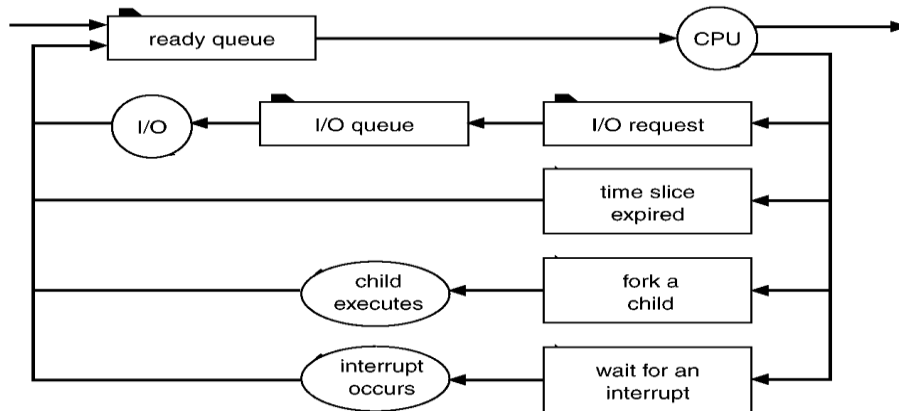 ready queue
CPU
I/O
I/O queue
I/O request
time slice
expired
child
executes
fork a
child
interrupt
occurs
wait for an
interrupt